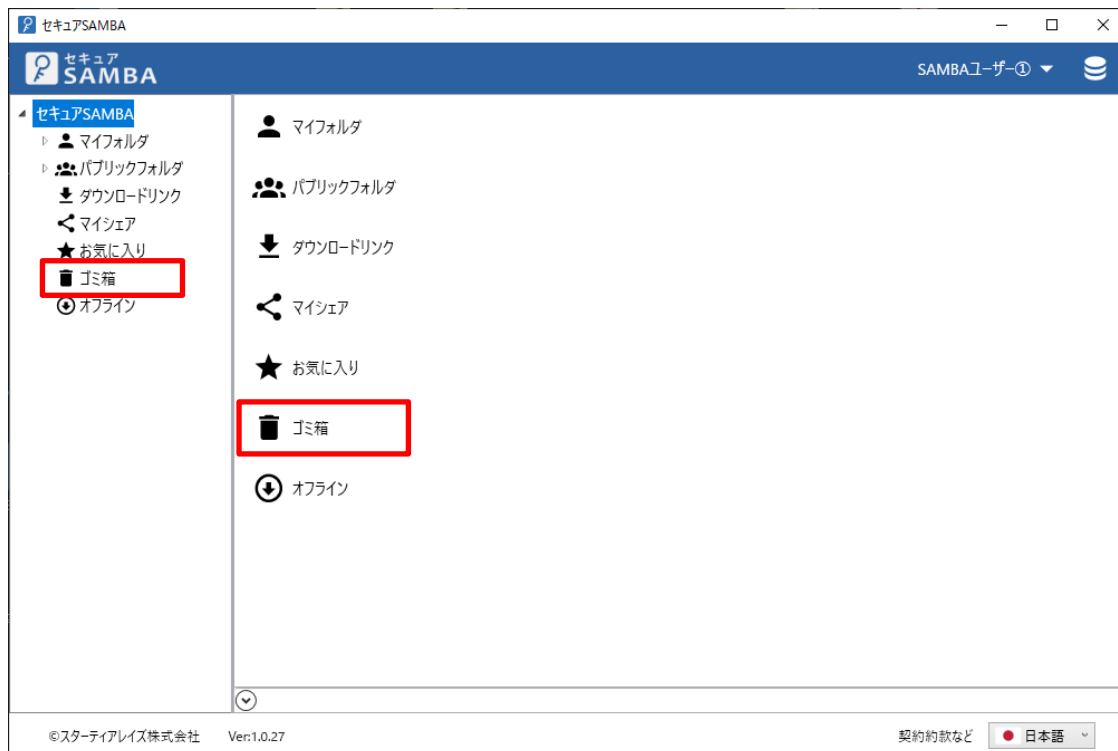 セキュアSAMBA
セキュア
SAMBA
SAMBAユーザー①
セキュアSAMBA
マイフォルダ
パブリックフォルダ
ダウンロードリンク
マイシェア
お気に入り
ゴミ箱
オフライン
マイフォルダ
パブリックフォルダ
ダウンロードリンク
マイシェア
お気に入り
ゴミ箱
オフライン
©スターティアレイズ株式会社 Ver:1.0.27 契約約款など 日本語